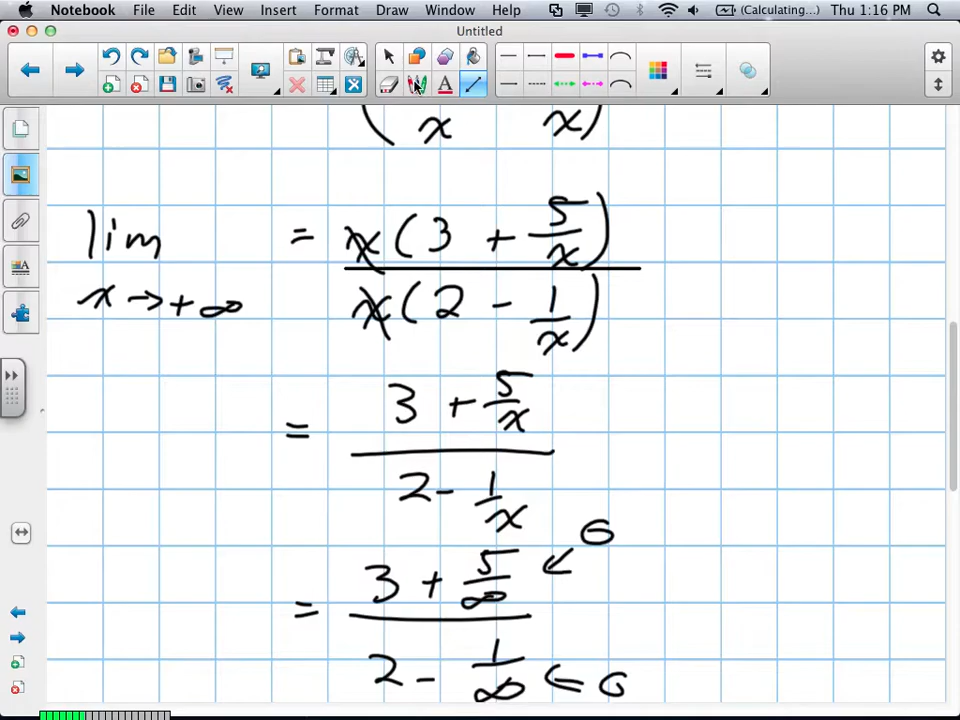 Notebook File Edit View Insert Format Draw Window Help (Calculating...) Thu 1:16 PM
Untitled
A
( x x)
lim = x(3 + 5/x)
x → +∞ x(2 - 1/x)
= 3 + 5/x
2 - 1/x
0
= 3 + 5/∞ ↙
2 - 1/∞ ← 0